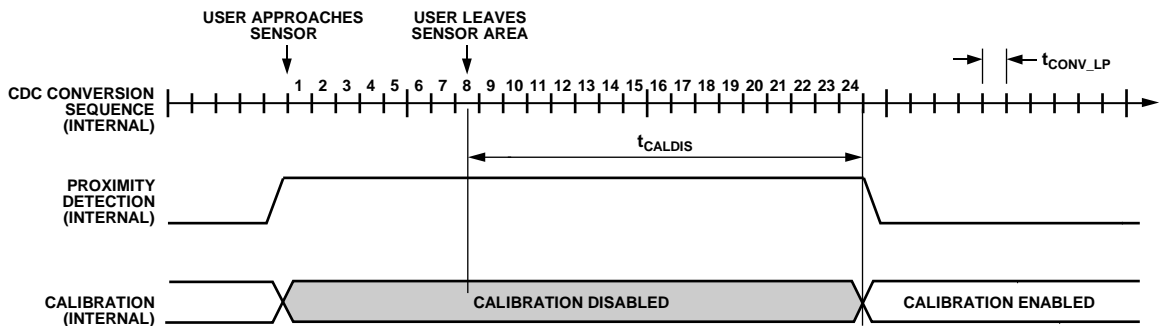 USER APPROACHES
SENSOR
USER LEAVES
SENSOR AREA
tCONV_LP
CDC CONVERSION
SEQUENCE
(INTERNAL)
1 2 3 4 5 6 7 8 9 10 11 12 13 14 15 16 17 18 19 20 21 22 23 24
tCALDIS
PROXIMITY
DETECTION
(INTERNAL)
CALIBRATION
(INTERNAL)
CALIBRATION DISABLED
CALIBRATION ENABLED